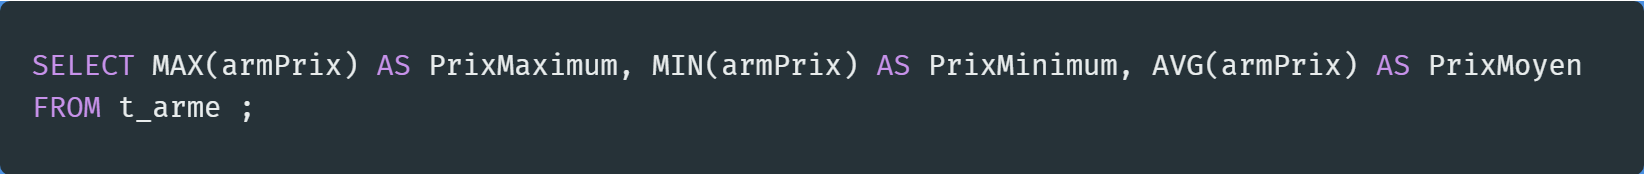 SELECT MAX(armPrix) AS PrixMaximum, MIN(armPrix) AS PrixMinimum, AVG(armPrix) AS PrixMoyen
FROM t_arme ;